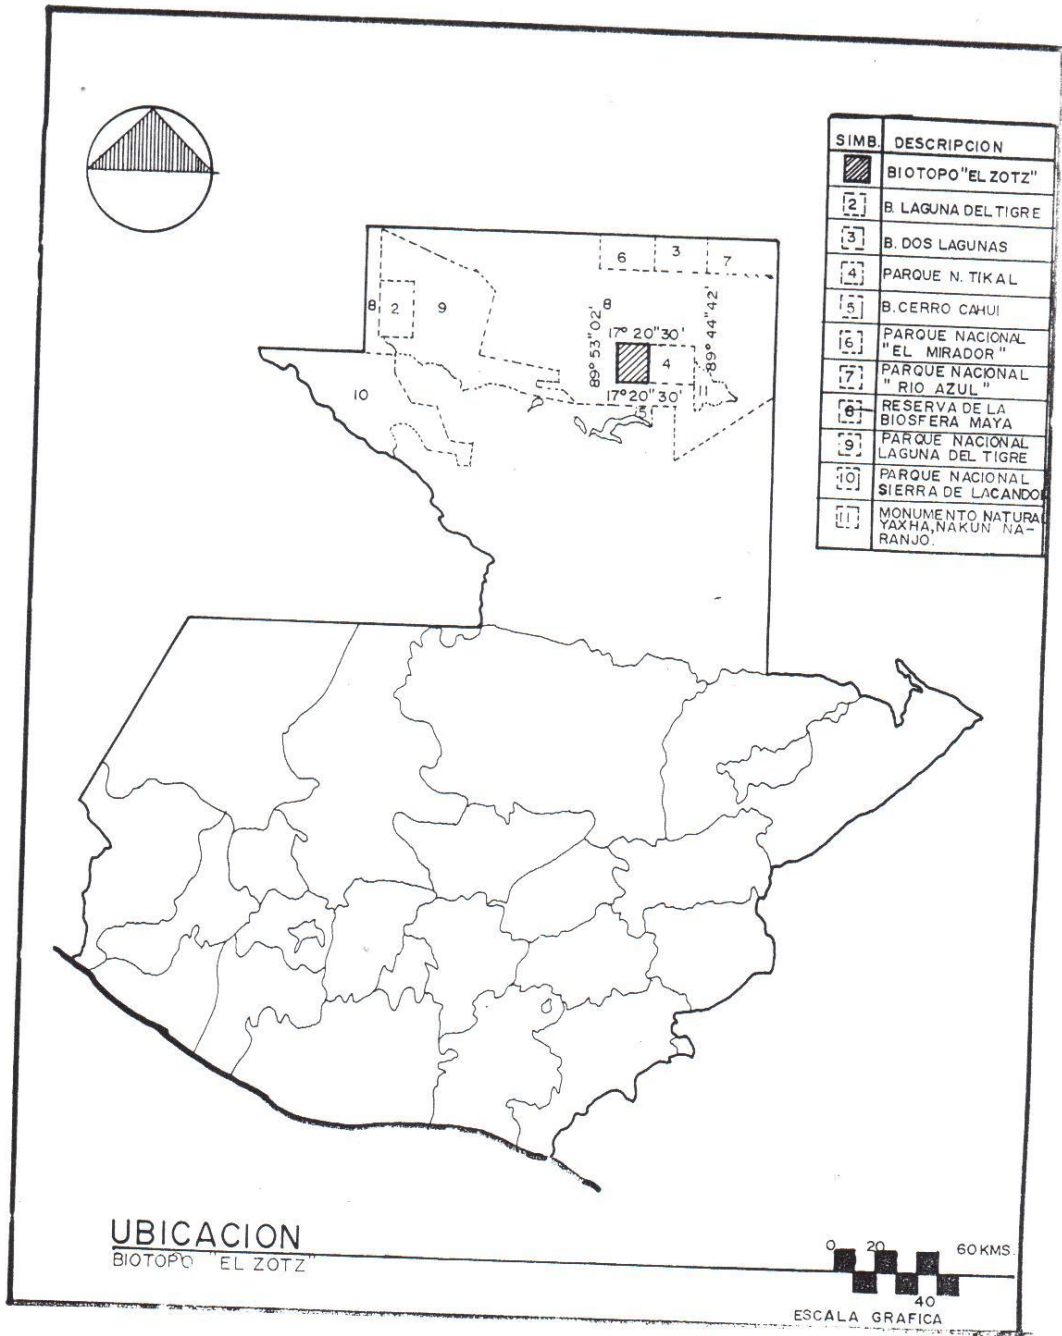 SIMB. DESCRIPCION
BIOTOPO "EL ZOTZ"
2 B. LAGUNA DEL TIGRE
3 B. DOS LAGUNAS
4 PARQUE N. TIKAL
5 B. CERRO CAHUI
6 PARQUE NACIONAL
"EL MIRADOR"
7 PARQUE NACIONAL
"RIO AZUL"
8 RESERVA DE LA
BIOSFERA MAYA
9 PARQUE NACIONAL
LAGUNA DEL TIGRE
10 PARQUE NACIONAL
SIERRA DE LACANDO
11 MONUMENTO NATURAL
YAXHA, NAKUN NA-
RANJO.
6 3 7
8 2 9 8
89° 53" 02'
17° 20" 30'
89° 44" 42'
4
17° 20" 30'
11
10
5
UBICACION
BIOTOPO "EL ZOTZ"
0 20 60 KMS.
40
ESCALA GRAFICA